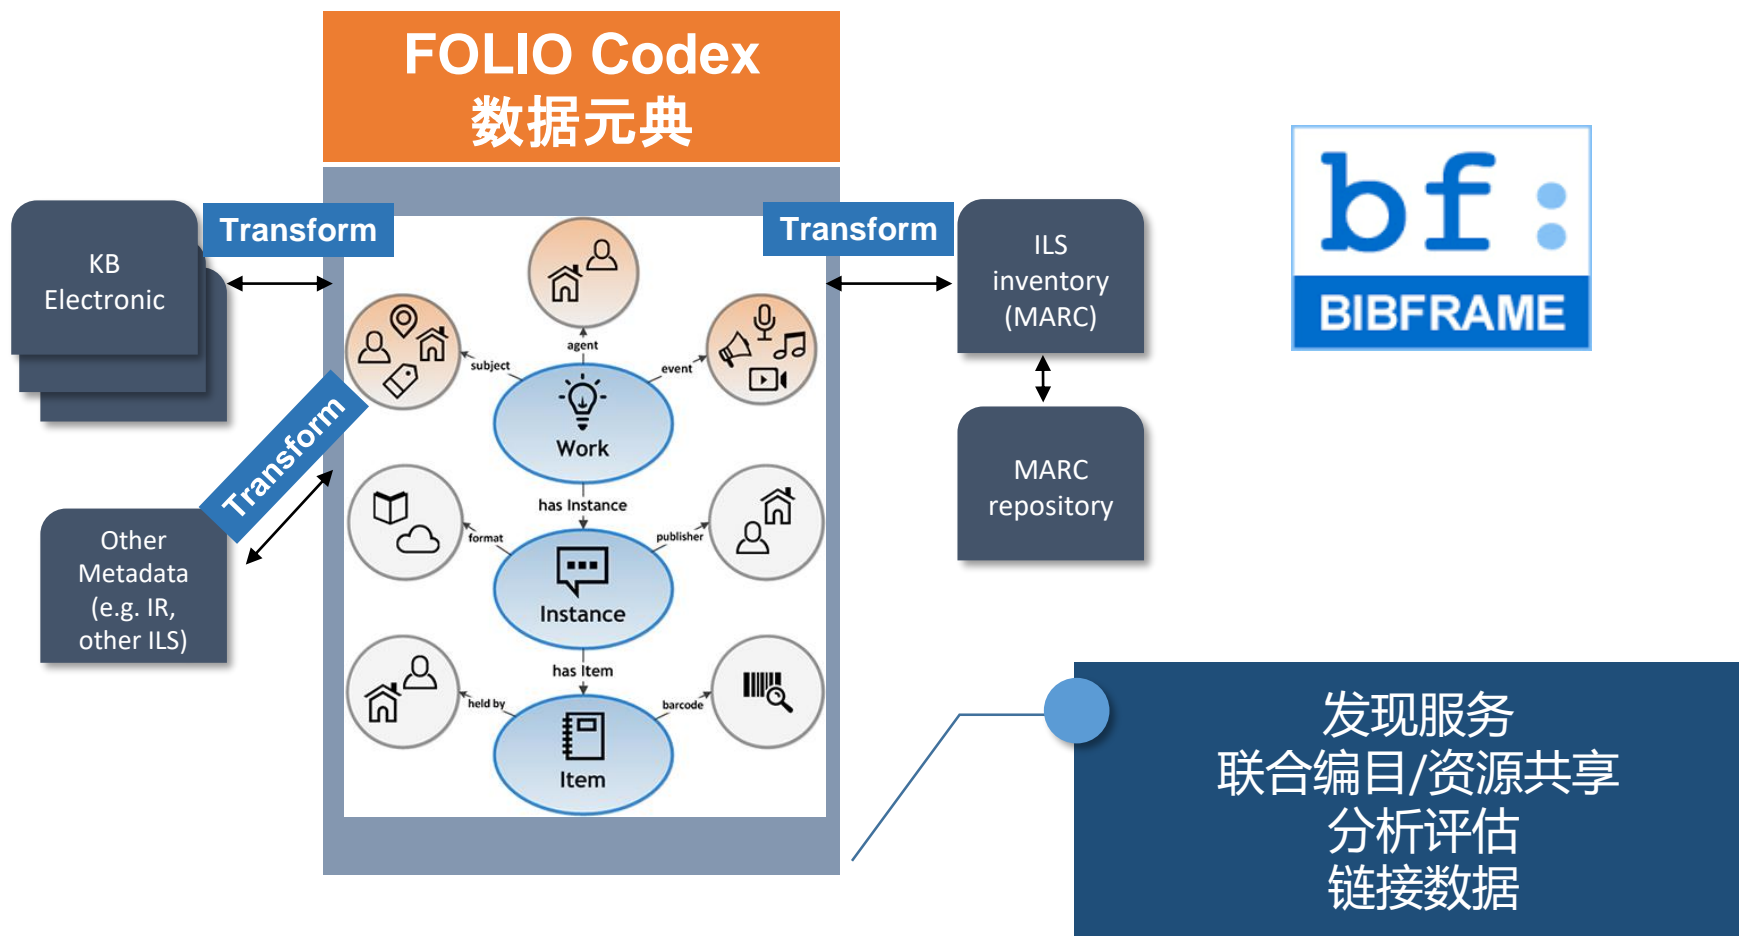 FOLIO Codex
数据元典
Transform
Transform
KB
Electronic
ILS
inventory
(MARC)
bf:
BIBFRAME
agent
subject
event
Work
Transform
MARC
repository
has Instance
format
publisher
Instance
Other
Metadata
(e.g. IR,
other ILS)
has Item
held by
barcode
Item
发现服务
联合编目/资源共享
分析评估
链接数据